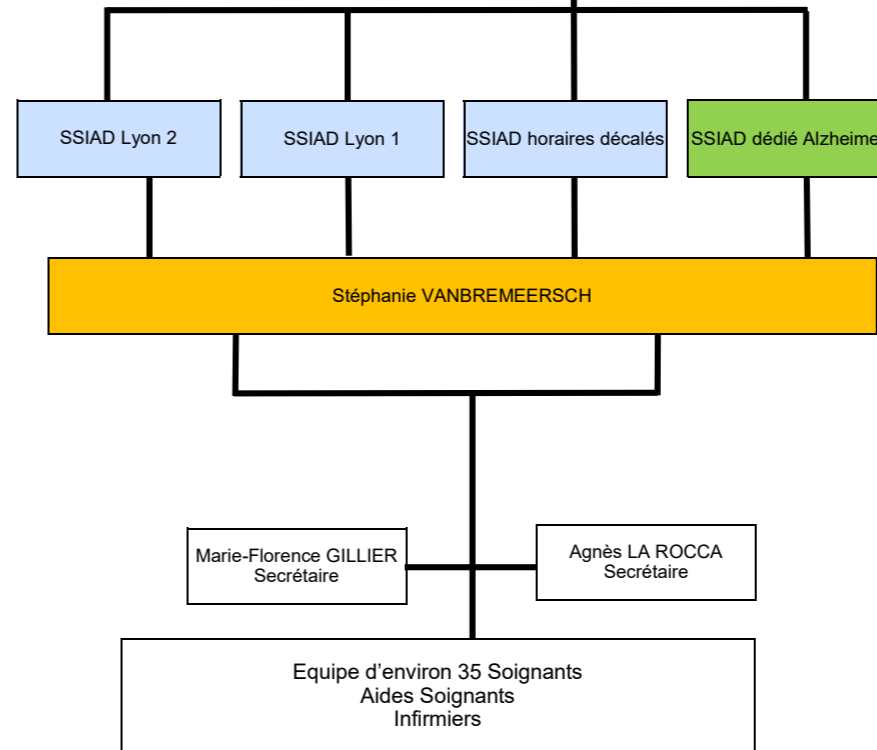 SSIAD Lyon 2
SSIAD Lyon 1
SSIAD horaires décalés
SSIAD dédié Alzheime
Stéphanie VANBREMEERSCH
Marie-Florence GILLIER
Secrétaire
Agnès LA ROCCA
Secrétaire
Equipe d’environ 35 Soignants
Aides Soignants
Infirmiers